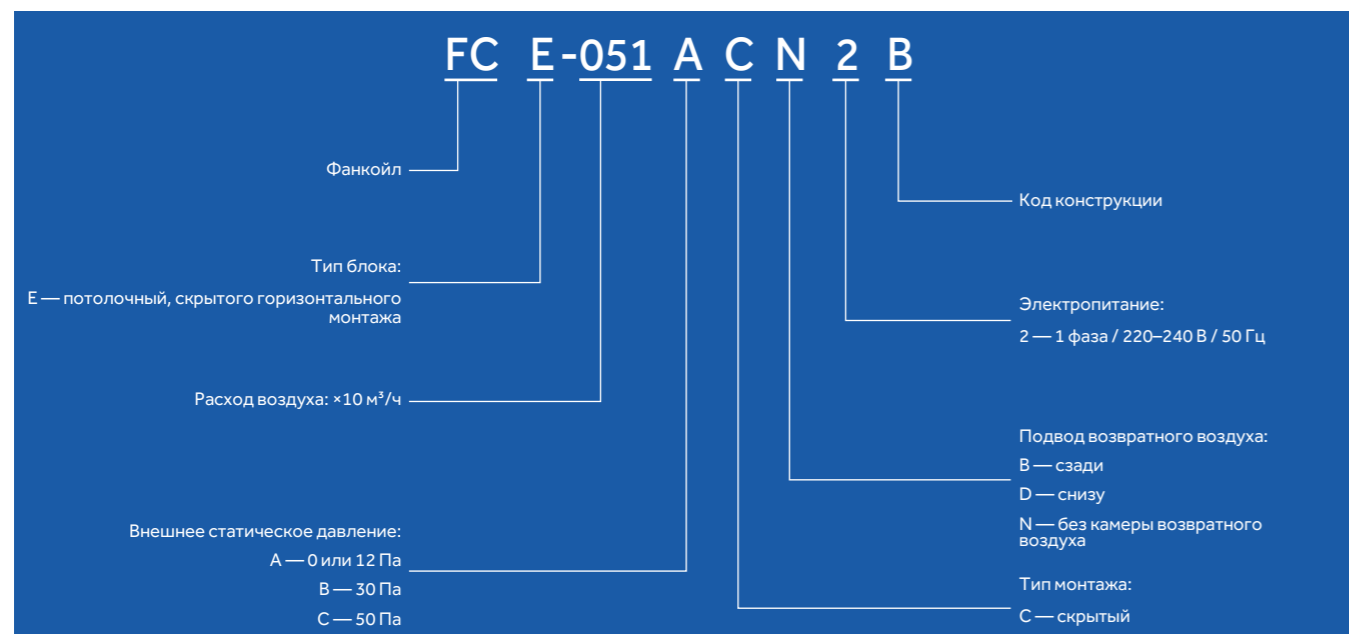 FC E-051 A C N 2 B
Фанкойл
Тип блока:
E — потолочный, скрытого горизонтального
монтажа
Расход воздуха: ×10 м³/ч
Внешнее статическое давление:
A — 0 или 12 Па
B — 30 Па
C — 50 Па
Код конструкции
Электропитание:
2 — 1 фаза / 220–240 В / 50 Гц
Подвод возвратного воздуха:
B — сзади
D — снизу
N — без камеры возвратного
воздуха
Тип монтажа:
C — скрытый